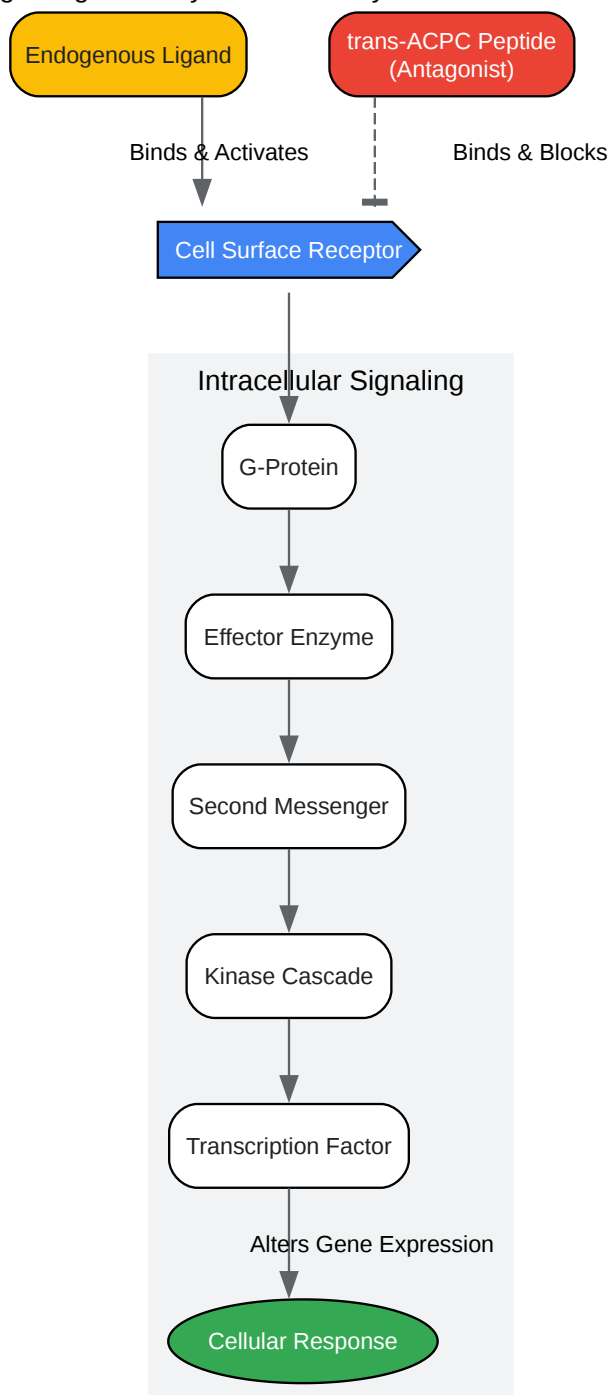 Endogenous Ligand
trans-ACPC Peptide
(Antagonist)
Binds & Activates
Binds & Blocks
Cell Surface Receptor
Intracellular Signaling
G-Protein
Effector Enzyme
Second Messenger
Kinase Cascade
Transcription Factor
Alters Gene Expression
Cellular Response